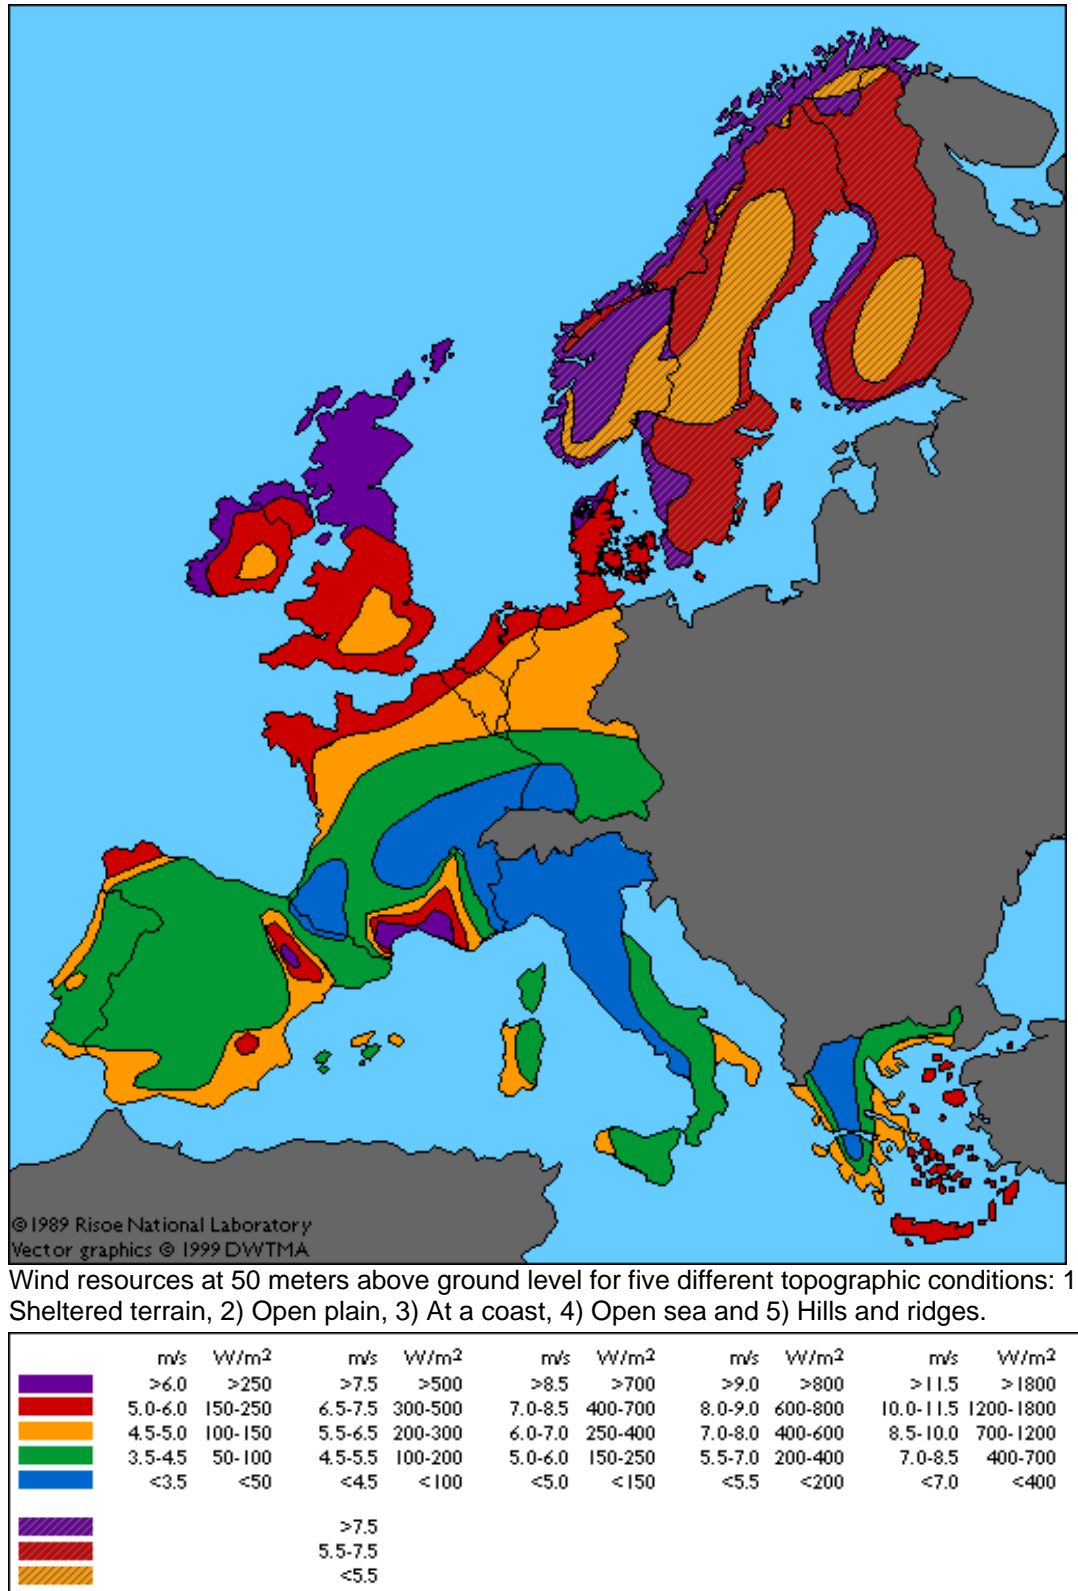 ©1989 Risoe National Laboratory
Vector graphics © 1999 DWTMA
Wind resources at 50 meters above ground level for five different topographic conditions: 1
Sheltered terrain, 2) Open plain, 3) At a coast, 4) Open sea and 5) Hills and ridges.
m/s W/m² m/s W/m² m/s W/m² m/s W/m² m/s W/m²
>6.0 >250 >7.5 >500 >8.5 >700 >9.0 >800 >11.5 >1800
5.0-6.0 150-250 6.5-7.5 300-500 7.0-8.5 400-700 8.0-9.0 600-800 10.0-11.5 1200-1800
4.5-5.0 100-150 5.5-6.5 200-300 6.0-7.0 250-400 7.0-8.0 400-600 8.5-10.0 700-1200
3.5-4.5 50-100 4.5-5.5 100-200 5.0-6.0 150-250 5.5-7.0 200-400 7.0-8.5 400-700
<3.5 <50 <4.5 <100 <5.0 <150 <5.5 <200 <7.0 <400
>7.5
5.5-7.5
<5.5